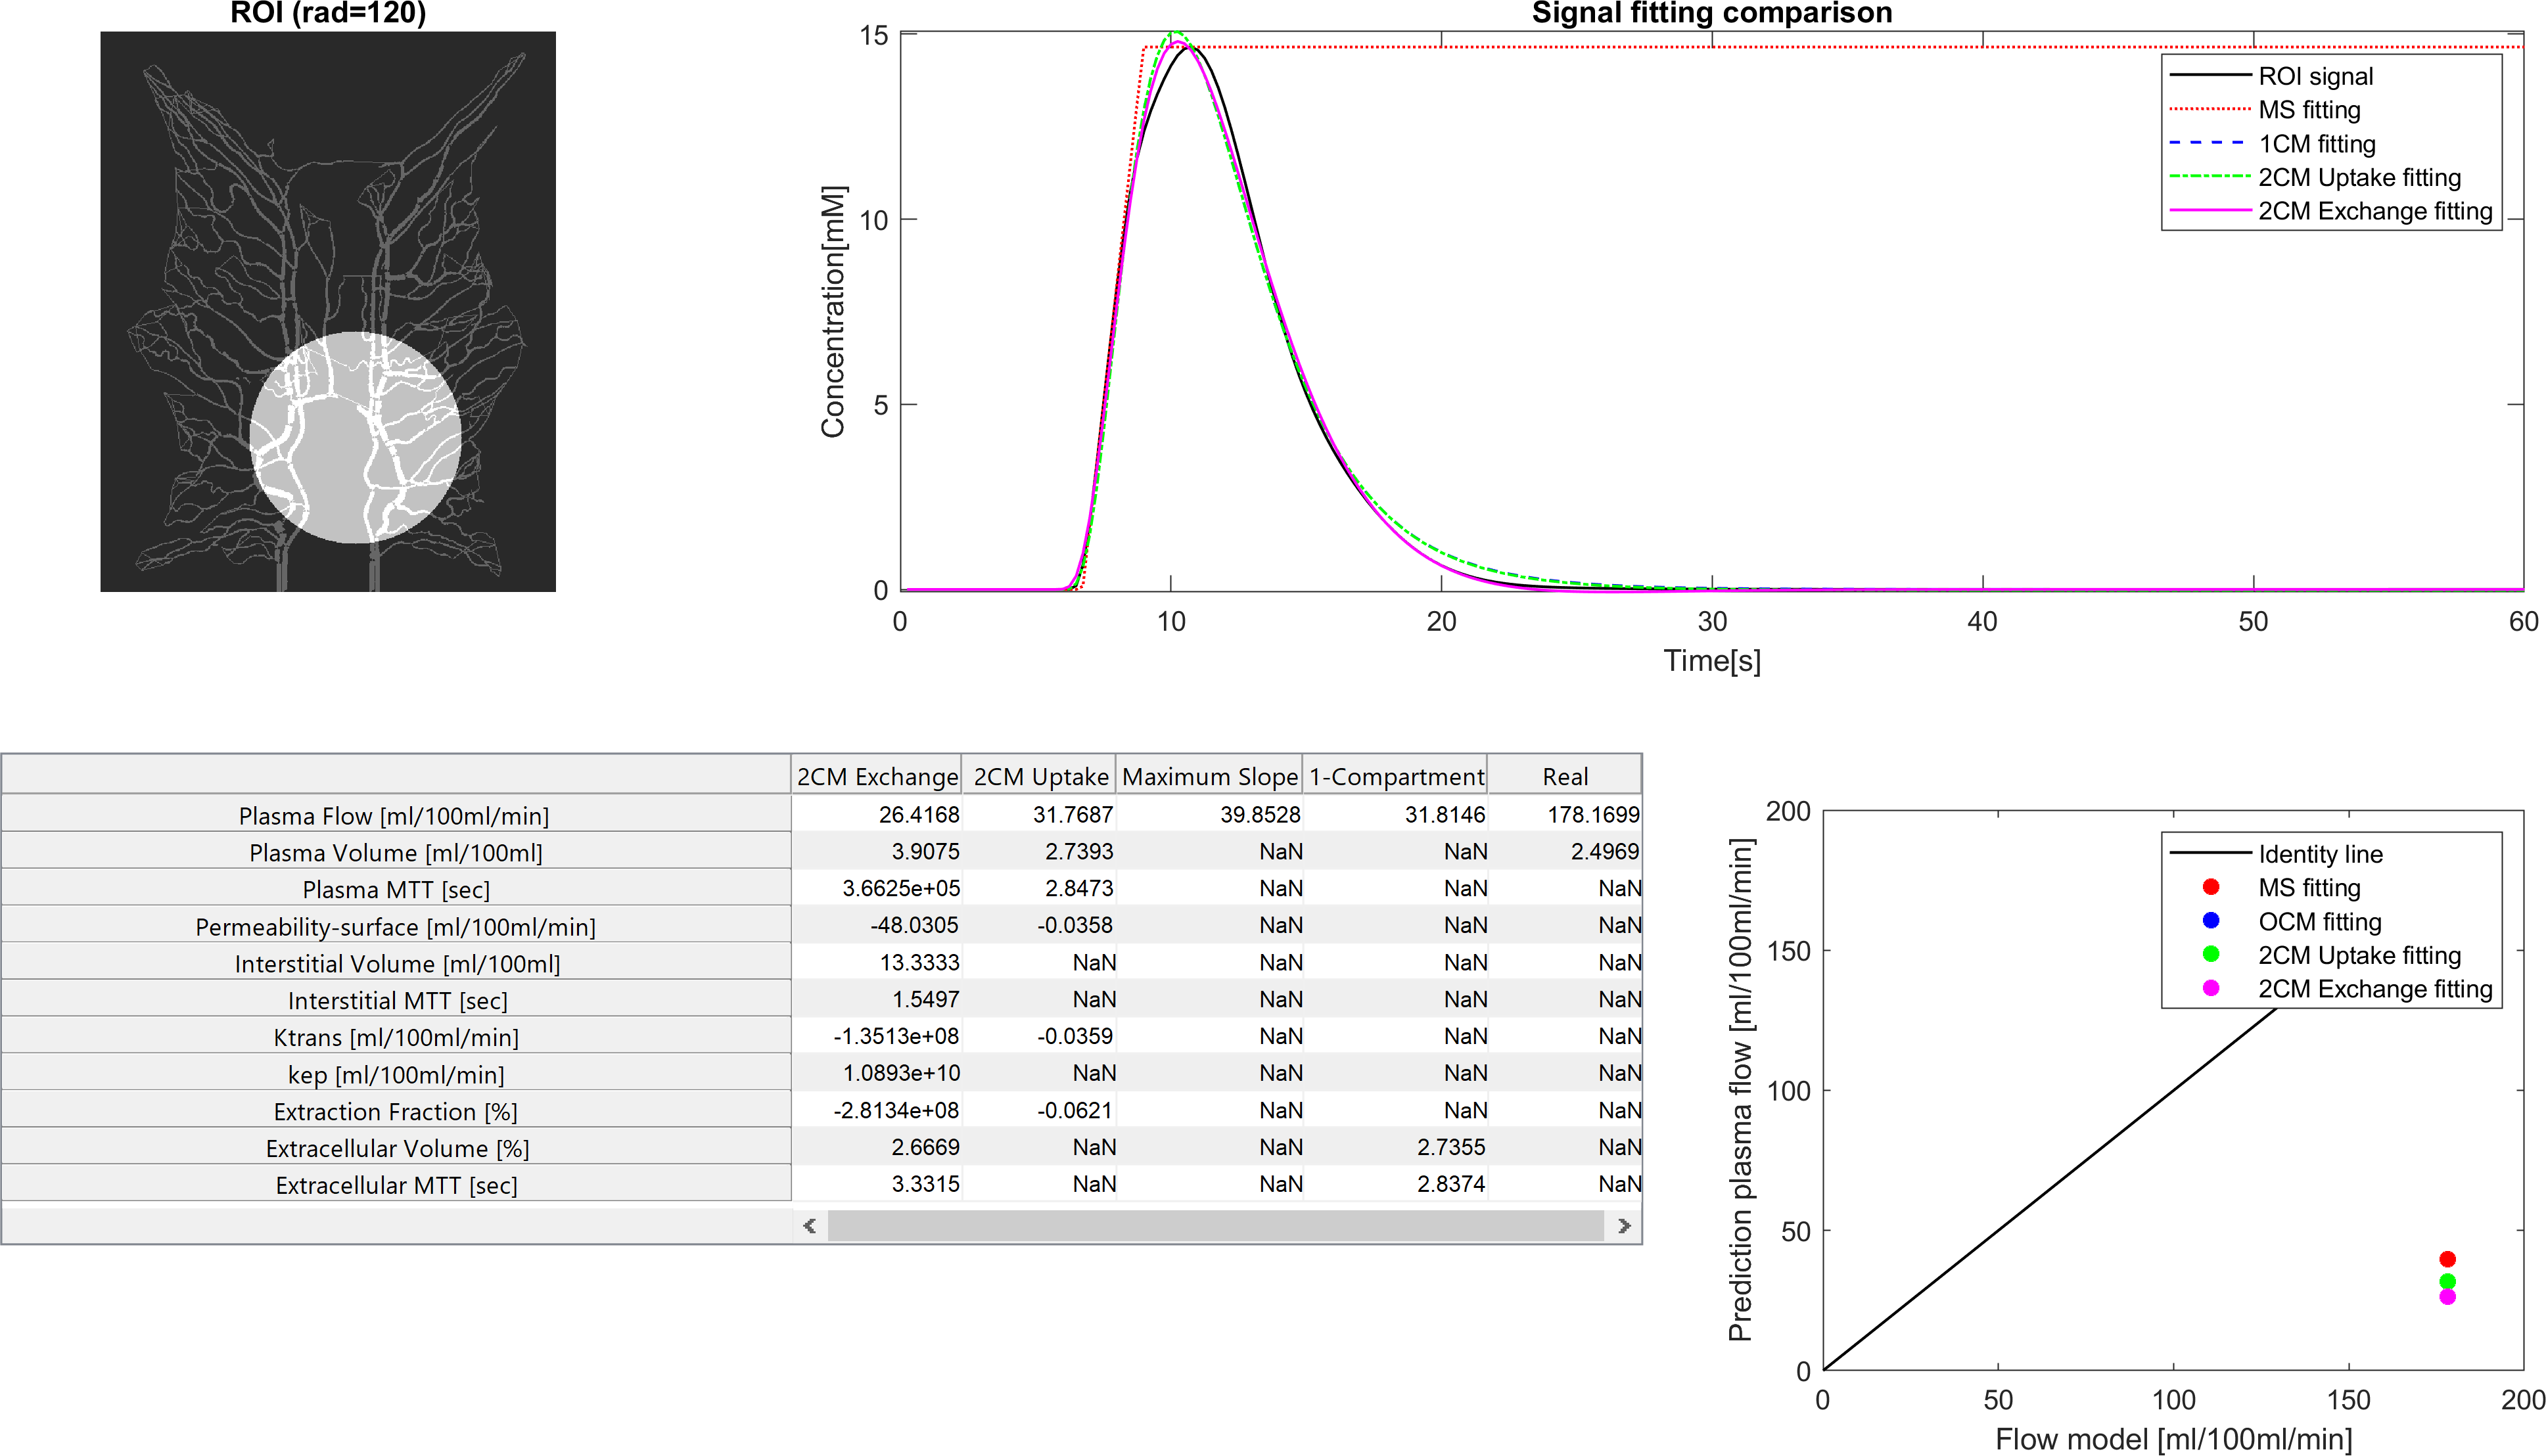 ROI (rad=120)
Signal fitting comparison
15
10
5
0
Concentration[mM]
0 10 20 30 40 50 60
Time[s]
ROI signal
MS fitting
1CM fitting
2CM Uptake fitting
2CM Exchange fitting
2CM Exchange 2CM Uptake Maximum Slope 1-Compartment Real
Plasma Flow [ml/100ml/min] 26.4168 31.7687 39.8528 31.8146 178.1699
Plasma Volume [ml/100ml] 3.9075 2.7393 NaN NaN 2.4969
Plasma MTT [sec] 3.6625e+05 2.8473 NaN NaN NaN
Permeability-surface [ml/100ml/min] -48.0305 -0.0358 NaN NaN NaN
Interstitial Volume [ml/100ml] 13.3333 NaN NaN NaN NaN
Interstitial MTT [sec] 1.5497 NaN NaN NaN NaN
Ktrans [ml/100ml/min] -1.3513e+08 -0.0359 NaN NaN NaN
kep [ml/100ml/min] 1.0893e+10 NaN NaN NaN NaN
Extraction Fraction [%] -2.8134e+08 -0.0621 NaN NaN NaN
Extracellular Volume [%] 2.6669 NaN NaN 2.7355 NaN
Extracellular MTT [sec] 3.3315 NaN NaN 2.8374 NaN
200
150
100
50
0
Prediction plasma flow [ml/100ml/min]
Identity line
MS fitting
OCM fitting
2CM Uptake fitting
2CM Exchange fitting
0 50 100 150 200
Flow model [ml/100ml/min]